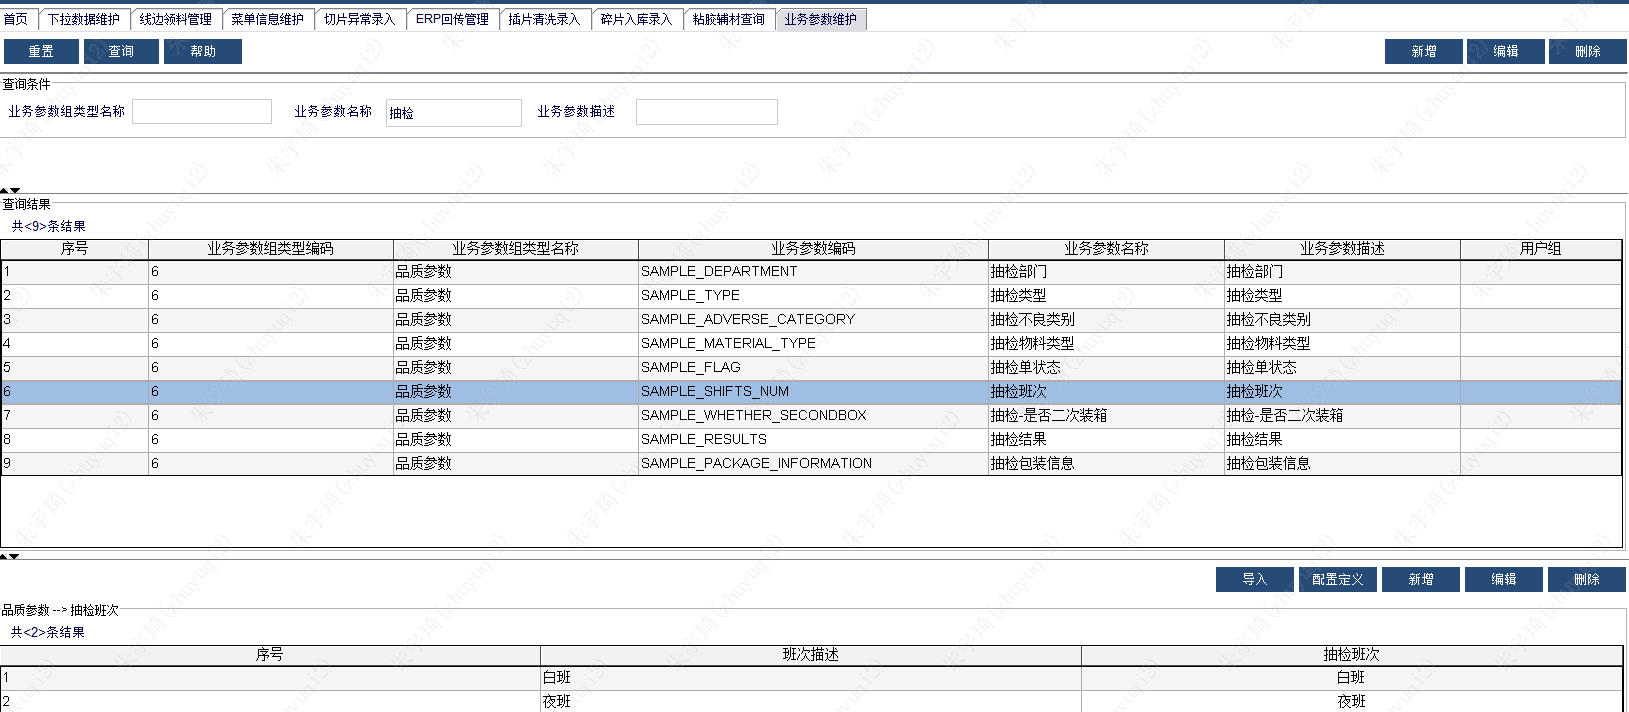 首页 下拉数据维护 线边领料管理 菜单信息维护 切片异常录入 ERP回传管理 插片清洗录入 碎片入库录入 粘胶辅材查询 业务参数维护
重置 查询 帮助 新增 编辑 删除
查询条件
业务参数组类型名称 业务参数名称 抽检 业务参数描述
查询结果
共<9>条结果
序号 业务参数组类型编码 业务参数组类型名称 业务参数编码 业务参数名称 业务参数描述 用户组
1 6 品质参数 SAMPLE_DEPARTMENT 抽检部门 抽检部门
2 6 品质参数 SAMPLE_TYPE 抽检类型 抽检类型
3 6 品质参数 SAMPLE_ADVERSE_CATEGORY 抽检不良类别 抽检不良类别
4 6 品质参数 SAMPLE_MATERIAL_TYPE 抽检物料类型 抽检物料类型
5 6 品质参数 SAMPLE_FLAG 抽检单状态 抽检单状态
6 6 品质参数 SAMPLE_SHIFTS_NUM 抽检班次 抽检班次
7 6 品质参数 SAMPLE_WHETHER_SECONDBOX 抽检-是否二次装箱 抽检-是否二次装箱
8 6 品质参数 SAMPLE_RESULTS 抽检结果 抽检结果
9 6 品质参数 SAMPLE_PACKAGE_INFORMATION 抽检包装信息 抽检包装信息
导入 配置定义 新增 编辑 删除
品质参数 --> 抽检班次
共<2>条结果
序号 班次描述 抽检班次
1 白班 白班
2 夜班 夜班
朱宇琦(zhuyuqi2)